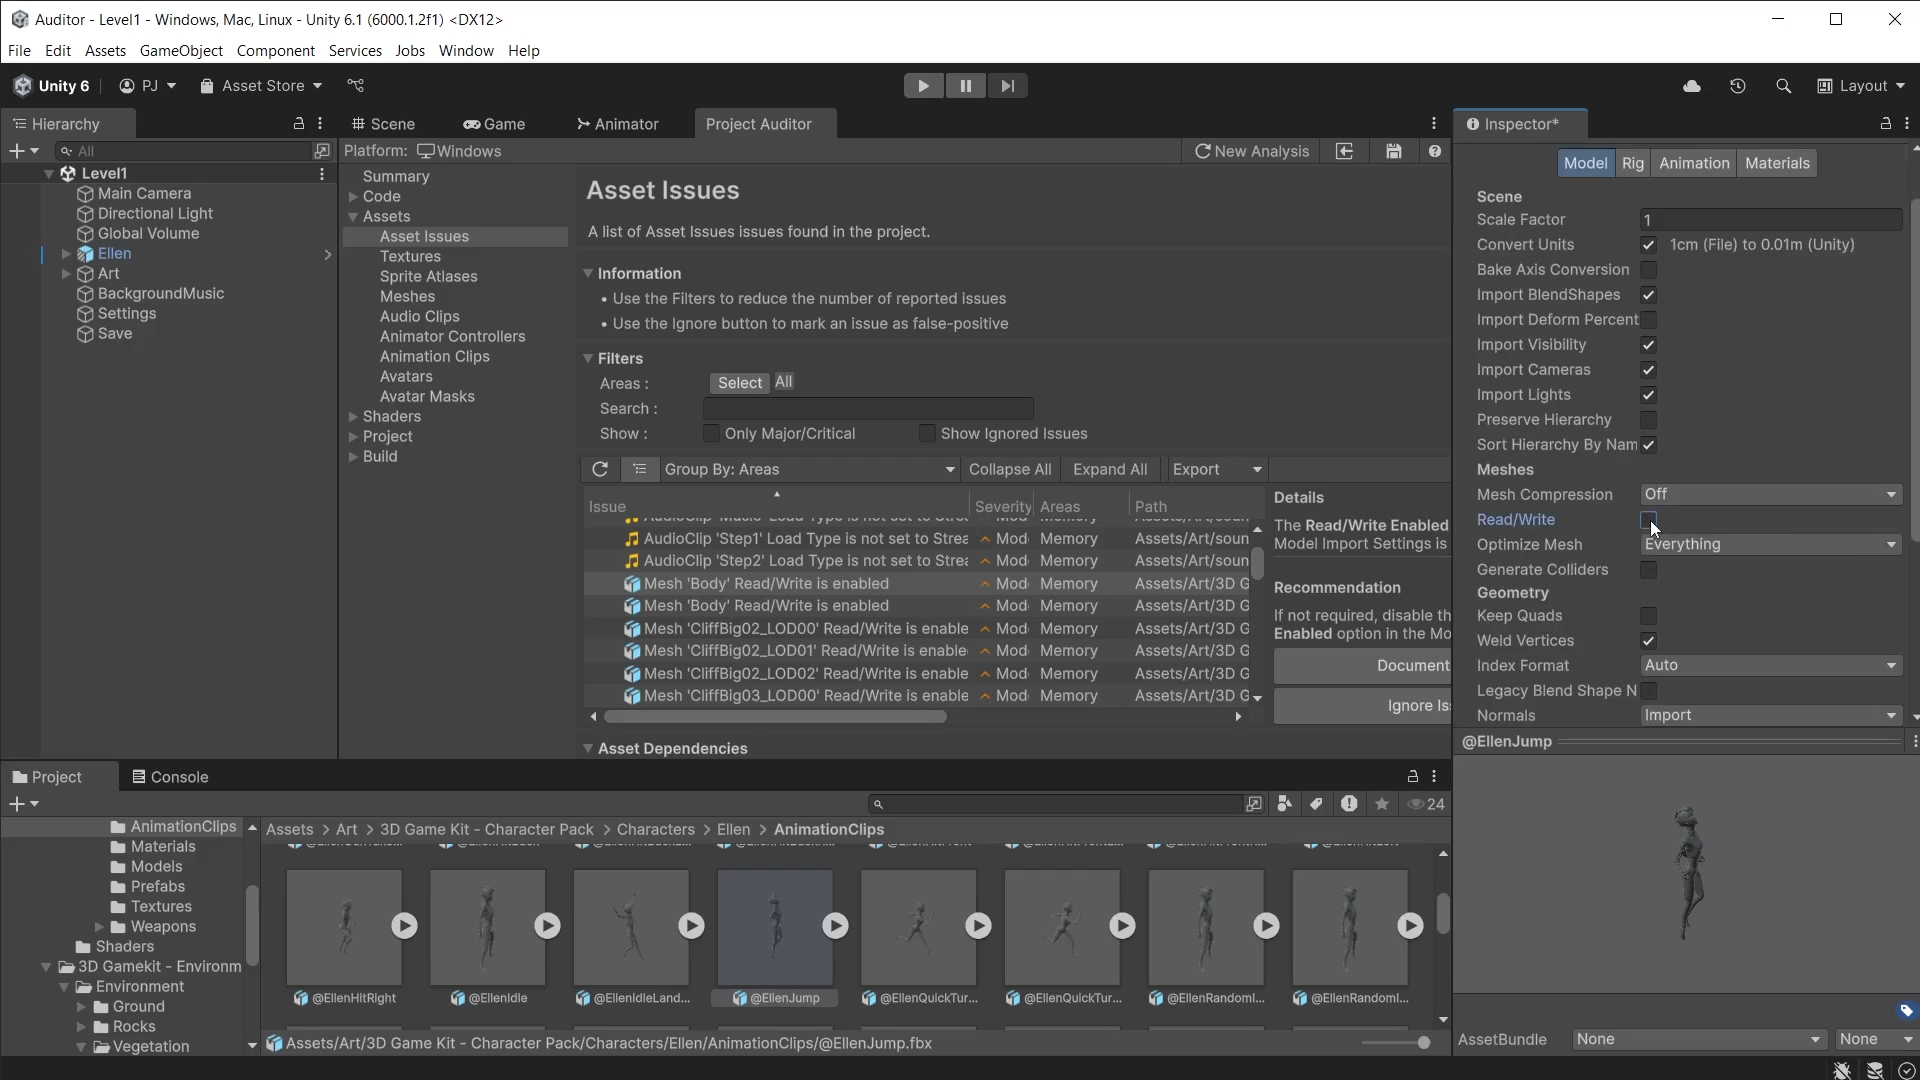 Auditor - Level1 - Windows, Mac, Linux - Unity 6.1 (6000.1.2f1) <DX12>
File Edit Assets GameObject Component Services Jobs Window Help
Unity 6 PJ Asset Store Layout
Hierarchy
All
Level1
Main Camera
Directional Light
Global Volume
Ellen
Art
BackgroundMusic
Settings
Save
Scene Game Animator Project Auditor
Platform: Windows New Analysis
Summary
Code
Assets
Asset Issues
Textures
Sprite Atlases
Meshes
Audio Clips
Animator Controllers
Animation Clips
Avatars
Avatar Masks
Shaders
Project
Build
Asset Issues
A list of Asset Issues issues found in the project.
Information
• Use the Filters to reduce the number of reported issues
• Use the Ignore button to mark an issue as false-positive
Filters
Areas : Select All
Search :
Show : Only Major/Critical Show Ignored Issues
Group By: Areas Collapse All Expand All Export
Issue Severity Areas Path
AudioClip 'Step1' Load Type is not set to Strea Mod Memory Assets/Art/soun
AudioClip 'Step2' Load Type is not set to Strea Mod Memory Assets/Art/soun
Mesh 'Body' Read/Write is enabled Mod Memory Assets/Art/3D G
Mesh 'Body' Read/Write is enabled Mod Memory Assets/Art/3D G
Mesh 'CliffBig02_LOD00' Read/Write is enable Mod Memory Assets/Art/3D G
Mesh 'CliffBig02_LOD01' Read/Write is enable Mod Memory Assets/Art/3D G
Mesh 'CliffBig02_LOD02' Read/Write is enable Mod Memory Assets/Art/3D G
Mesh 'CliffBig03_LOD00' Read/Write is enable Mod Memory Assets/Art/3D G
Details
The Read/Write Enabled
Model Import Settings is
Recommendation
If not required, disable th
Enabled option in the Mo
Document
Ignore Is
Asset Dependencies
Inspector*
Model Rig Animation Materials
Scene
Scale Factor 1
Convert Units 1cm (File) to 0.01m (Unity)
Bake Axis Conversion
Import BlendShapes
Import Deform Percent
Import Visibility
Import Cameras
Import Lights
Preserve Hierarchy
Sort Hierarchy By Nam
Meshes
Mesh Compression Off
Read/Write
Optimize Mesh Everything
Generate Colliders
Geometry
Keep Quads
Weld Vertices
Index Format Auto
Legacy Blend Shape N
Normals Import
@EllenJump
AssetBundle None None
Project Console
24
AnimationClips
Materials
Models
Prefabs
Textures
Weapons
Shaders
3D Gamekit - Environm
Environment
Ground
Rocks
Vegetation
Assets > Art > 3D Game Kit - Character Pack > Characters > Ellen > AnimationClips
@EllenHitRight @EllenIdle @EllenIdleLand... @EllenJump @EllenQuickTur... @EllenQuickTur... @EllenRandomI... @EllenRandomI...
Assets/Art/3D Game Kit - Character Pack/Characters/Ellen/AnimationClips/@EllenJump.fbx